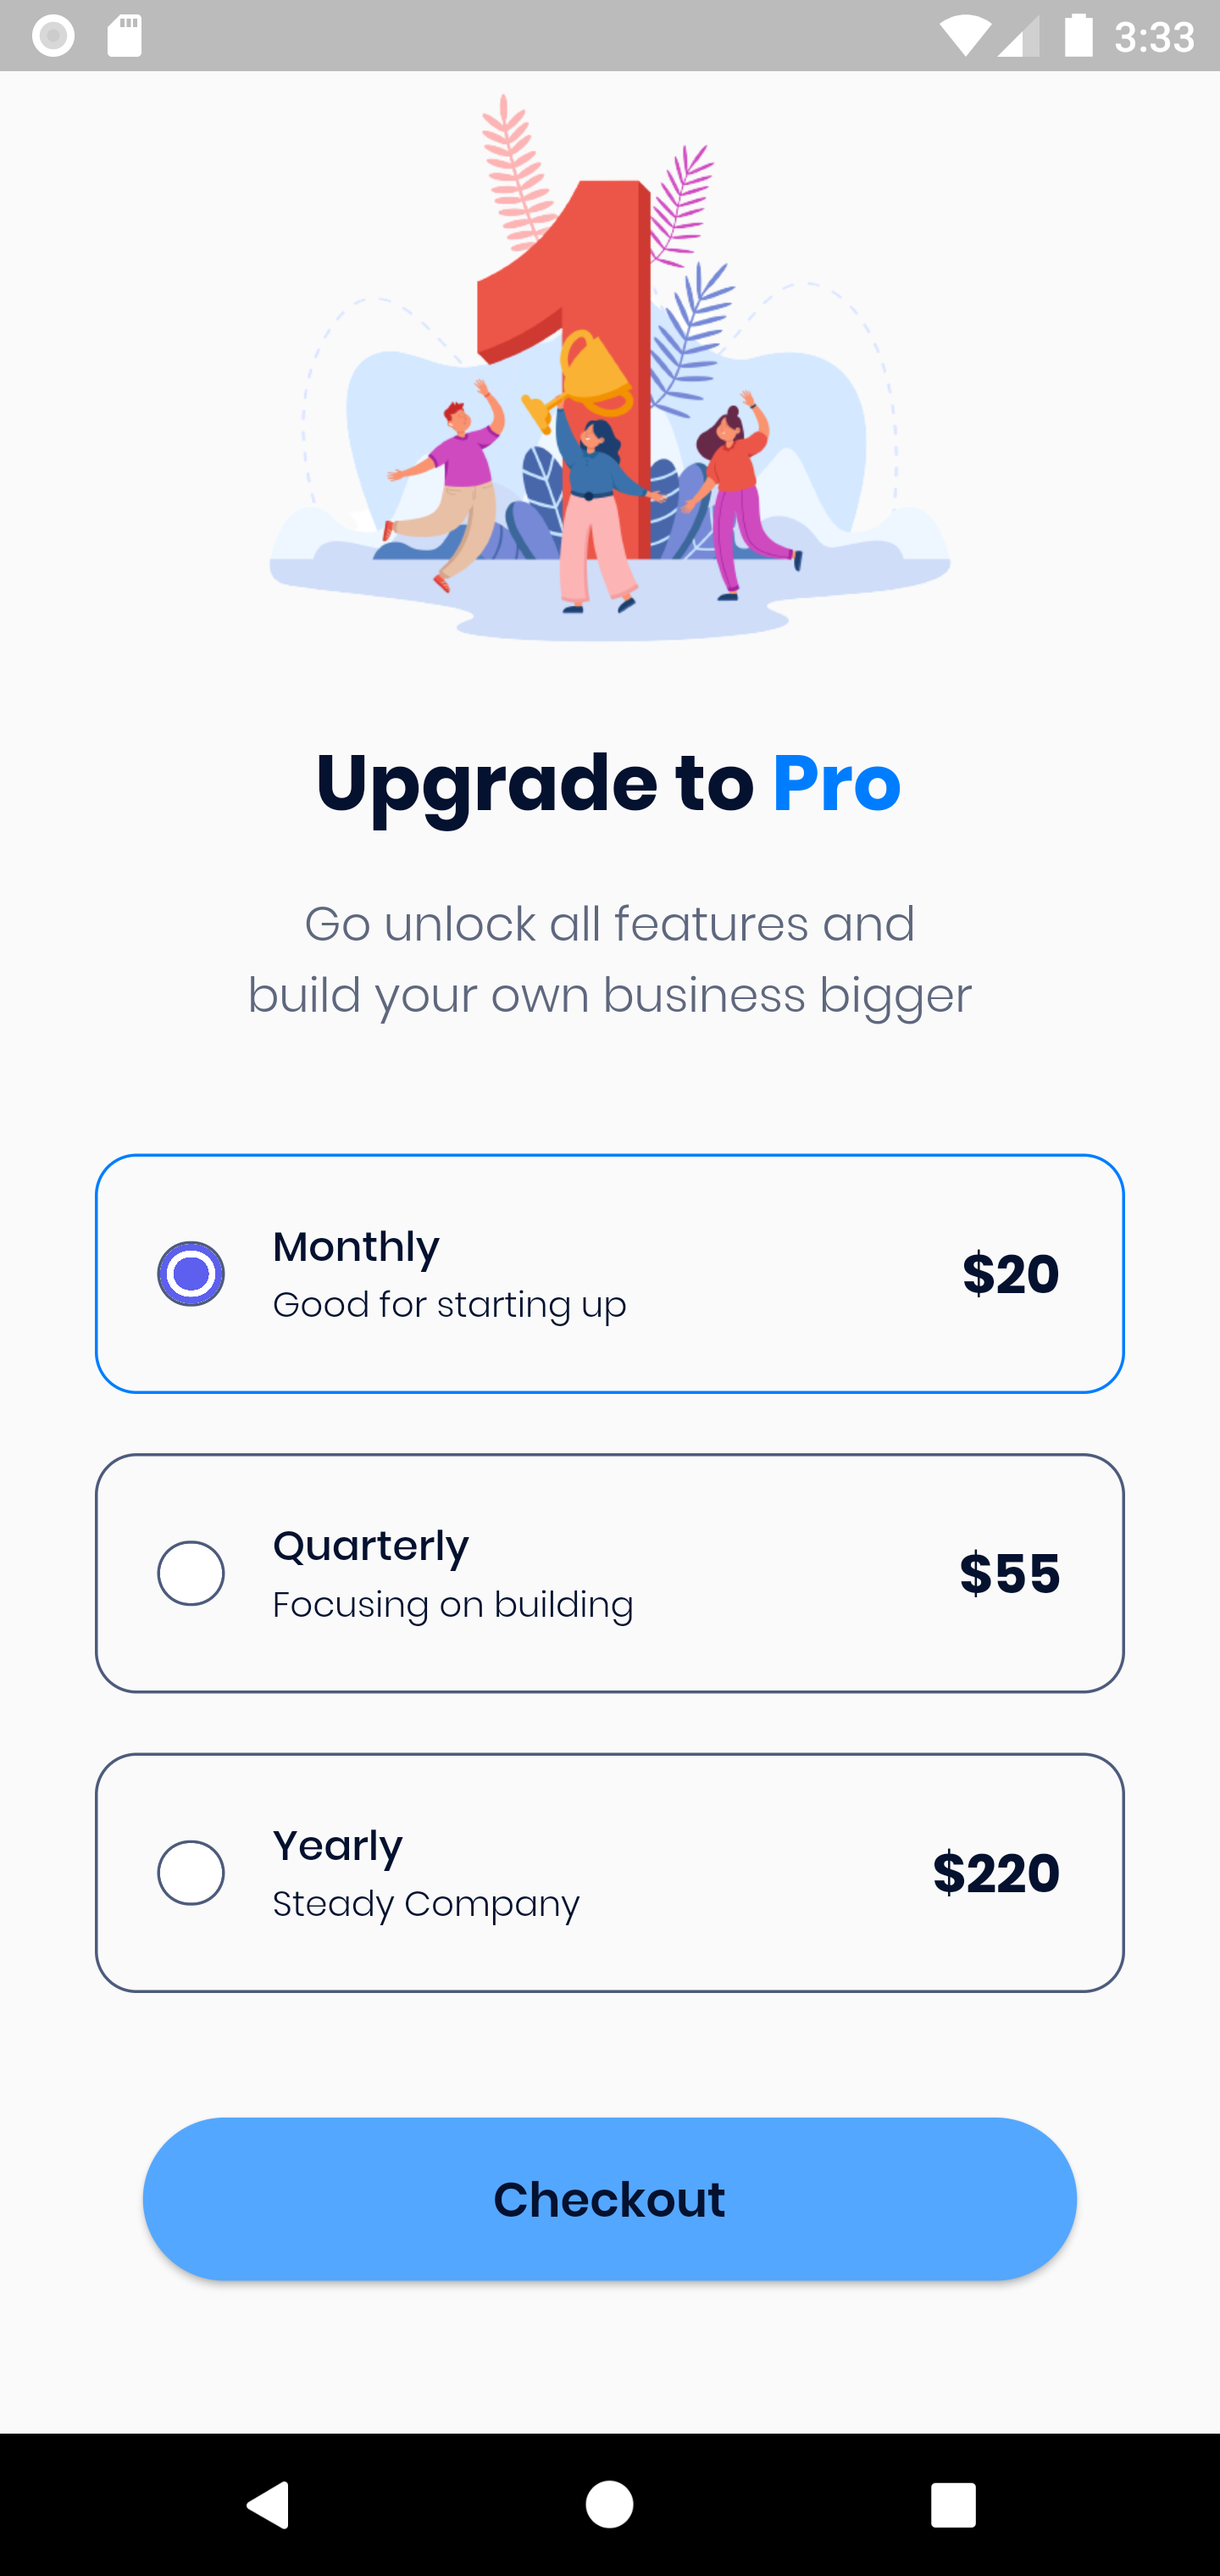 3:33
Upgrade to Pro
Go unlock all features and
build your own business bigger
Monthly
Good for starting up
$20
Quarterly
Focusing on building
$55
Yearly
Steady Company
$220
Checkout